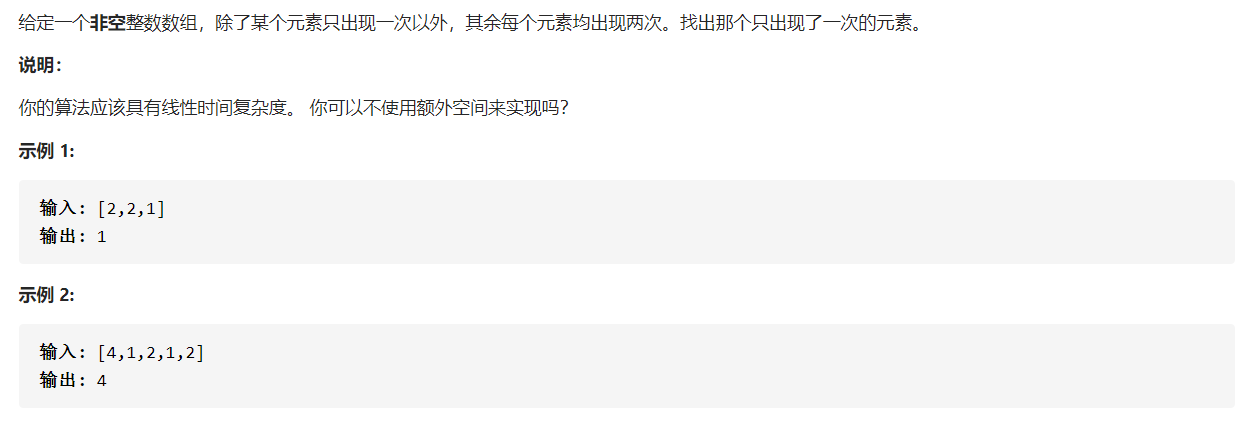 给定一个非空整数数组，除了某个元素只出现一次以外，其余每个元素均出现两次。找出那个只出现了一次的元素。
说明：
你的算法应该具有线性时间复杂度。 你可以不使用额外空间来实现吗？
示例 1:
输入: [2,2,1]
输出: 1
示例 2:
输入: [4,1,2,1,2]
输出: 4